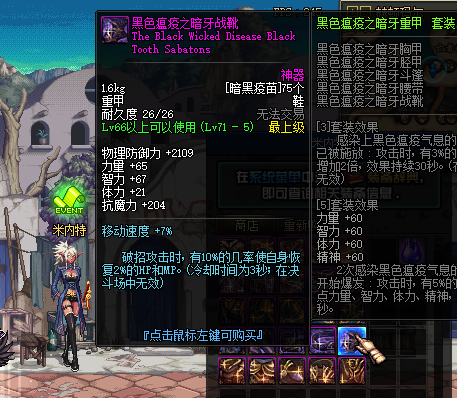 黑色瘟疫之暗牙战靴
The Black Wicked Disease Black
Tooth Sabatons
神器
1.6kg
[暗黑疫苗]75个
重甲
鞋
耐久度 26/26
无法交易
Lv66以上可以使用 (Lv71 - 5)
最上级
物理防御力 +2109
力量 +65
智力 +67
体力 +21
抗魔力 +204
移动速度 +7%
破招攻击时，有10%的几率使自身恢
复2%的HP和MP。(冷却时间为3秒；在决
斗场中无效)
『点击鼠标左键可购买』
黑色瘟疫之暗牙重甲 套装
黑色瘟疫之暗牙胸甲
黑色瘟疫之暗牙胫甲
黑色瘟疫之暗牙斗篷
黑色瘟疫之暗牙腰带
黑色瘟疫之暗牙战靴
[3]套装效果
感染上黑色瘟疫气息的
已被施放：攻击时，有3%的
增加2倍，效果持续30秒。(
无效)
[5]套装效果
力量 +60
智力 +60
体力 +60
精神 +60
2次感染黑色瘟疫气息的
开始爆发：攻击时，有5%的
点力量、智力、体力、精神，
秒。
EVENT
米内特
商店